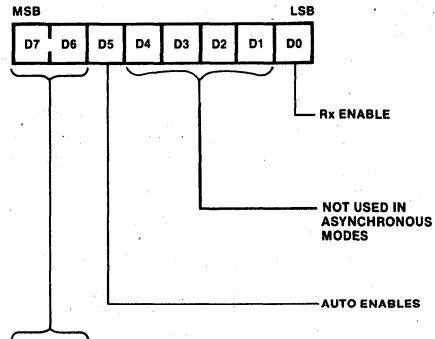 MSB LSB
D7 D6 D5 D4 D3 D2 D1 D0
Rx ENABLE
NOT USED IN
ASYNCHRONOUS
MODES
AUTO ENABLES